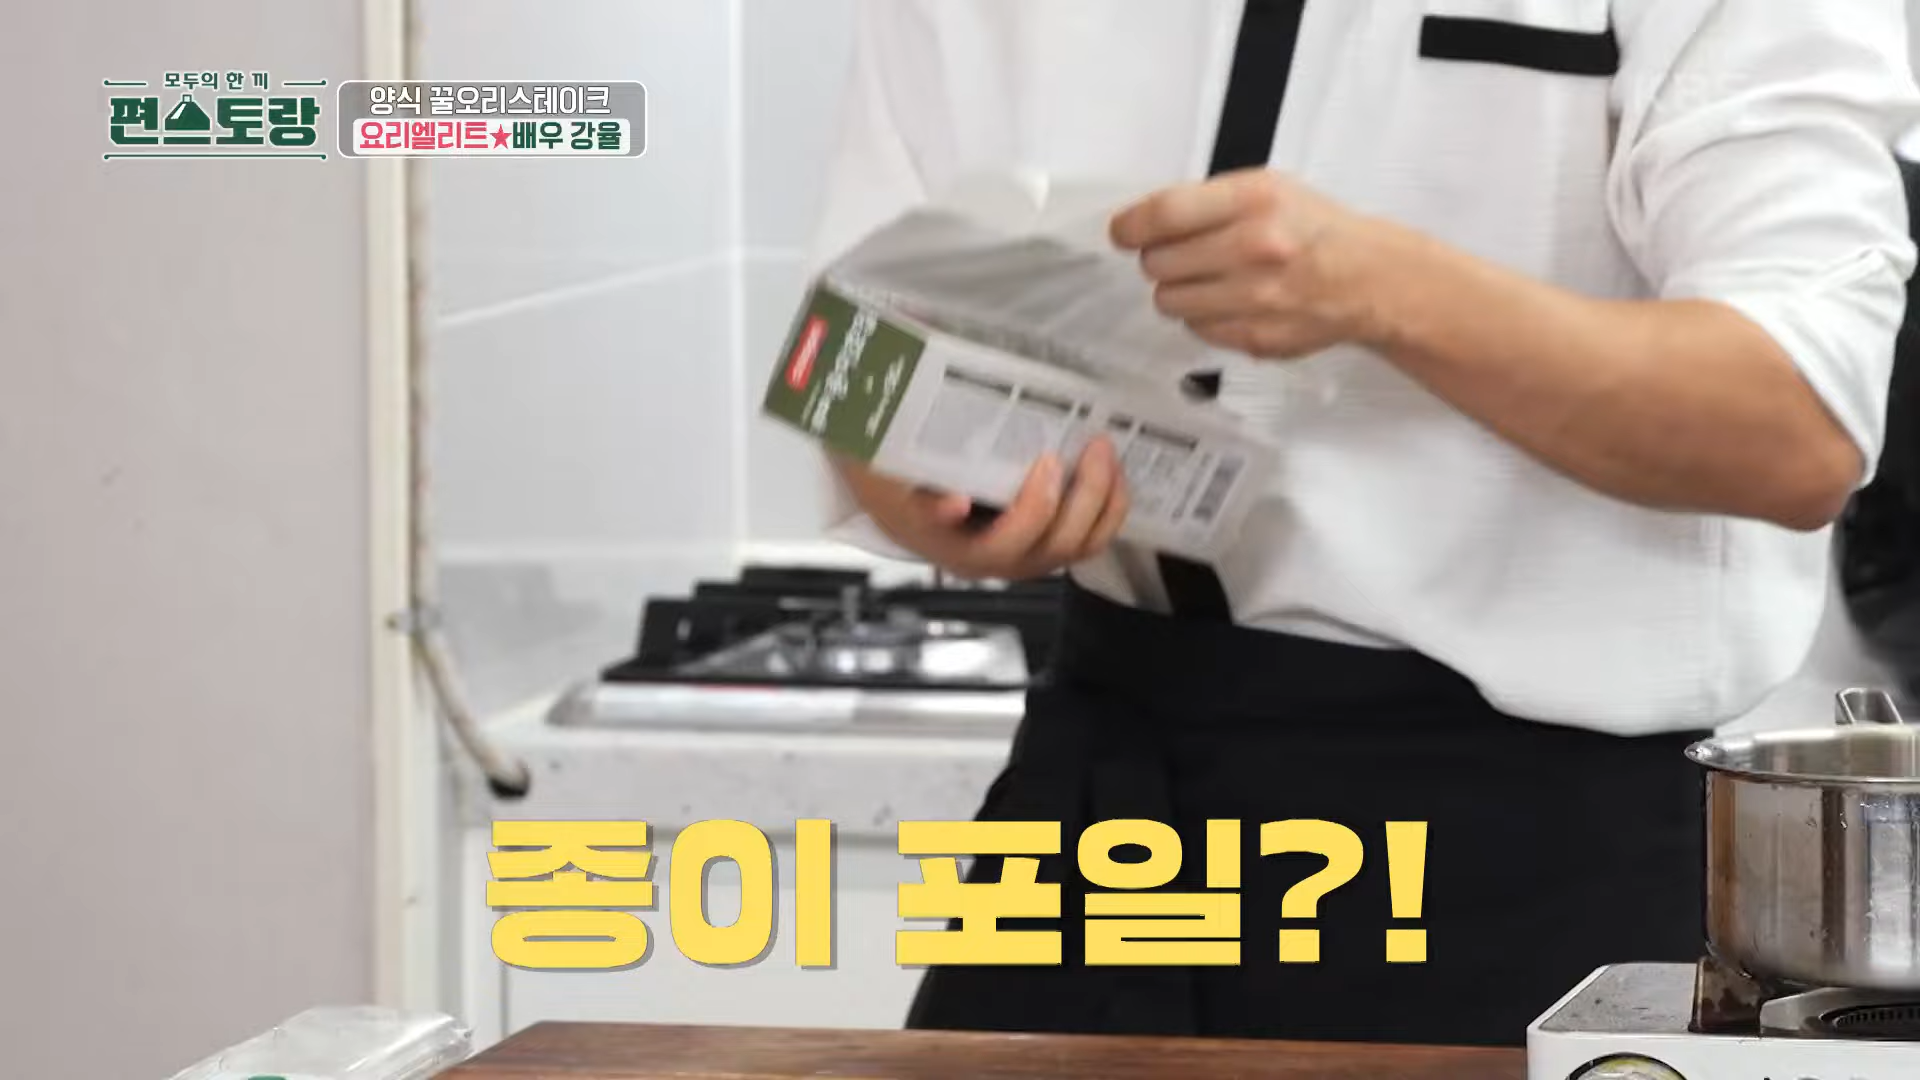 모두의 한 끼
편스토랑
양식 꿀오리스테이크
요리엘리트★배우 강율
종이 포일?!